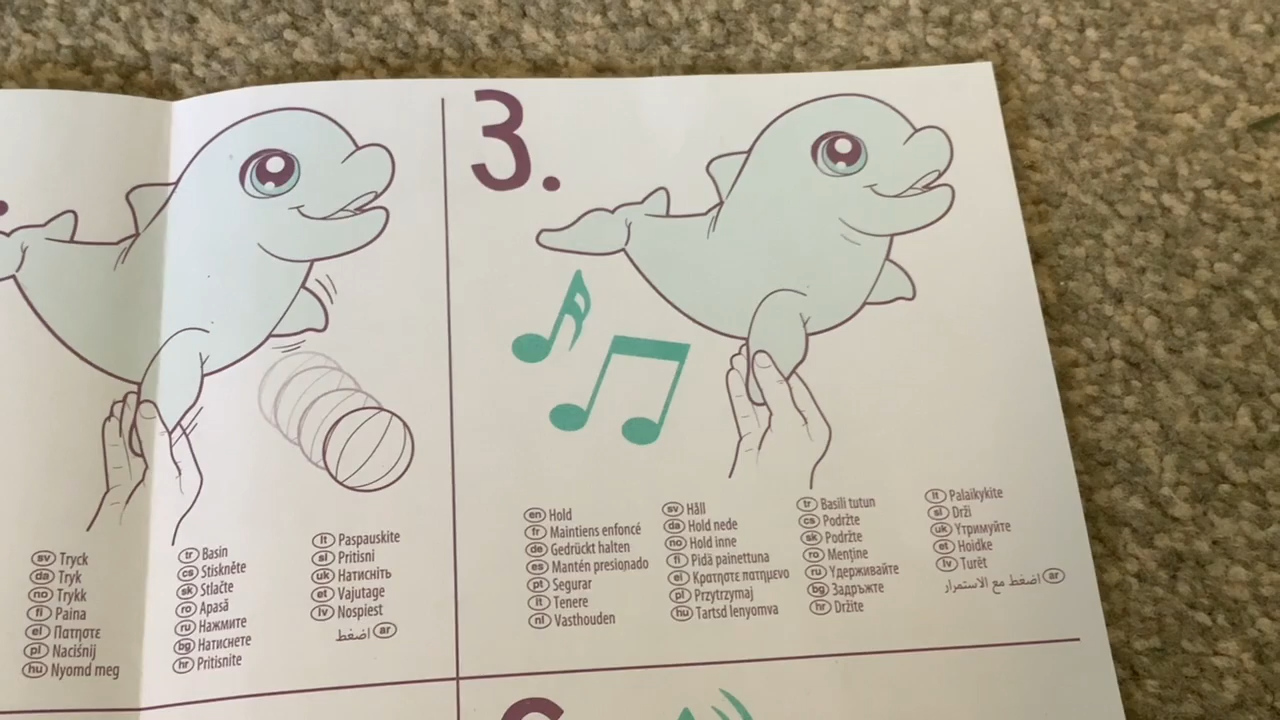 sv Tryck
da Tryk
no Trykk
fi Paina
el Πατηστε
pl Naciśnij
hu Nyomd meg
tr Basin
cs Stiskněte
sk Stlačte
ro Apasă
ru Нажмите
bg Натиснете
hr Pritisnite
lt Paspauskite
sl Pritisni
uk Натисніть
et Vajutage
lv Nospiest
ar اضغط
3.
en Hold
fr Maintiens enfoncé
de Gedrückt halten
es Mantén presionado
pt Segurar
it Tenere
nl Vasthouden
sv Håll
da Hold nede
no Hold inne
fi Pidä painettuna
el Κρατηστε πατημενο
pl Przytrzymaj
hu Tartsd lenyomva
tr Basili tutun
cs Podržte
sk Podržte
ro Menține
ru Удерживайте
bg Задръжте
hr Držite
lt Palaikykite
sl Drži
uk Утримуйте
et Hoidke
lv Turēt
ar اضغط مع الاستمرار